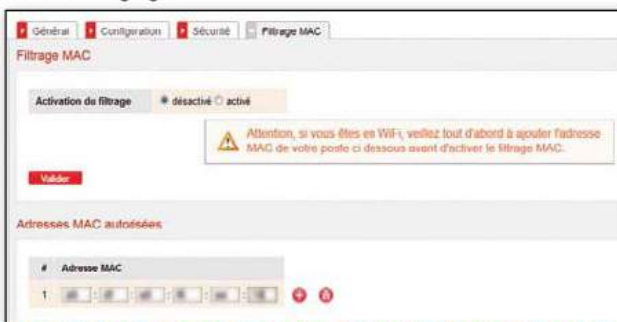 Général Configuration Sécurité Filtrage MAC
Filtrage MAC
Activation du filtrage désactivé activé
Attention, si vous êtes en WiFi, veillez tout d'abord à ajouter l'adresse
MAC de votre poste ci dessous avant d'activer le filtrage MAC.
Valider
Adresses MAC autorisées
# Adresse MAC
1 : : : : :